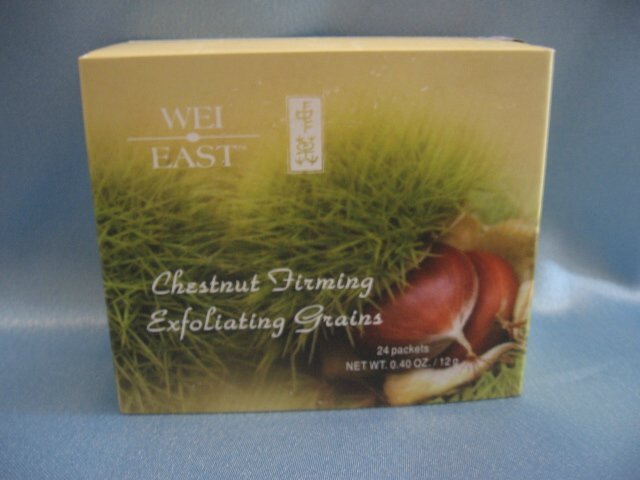 WEI
EAST™
Chestnut Firming
Exfoliating Grains
24 packets
NET WT. 0.40 OZ. / 12 g